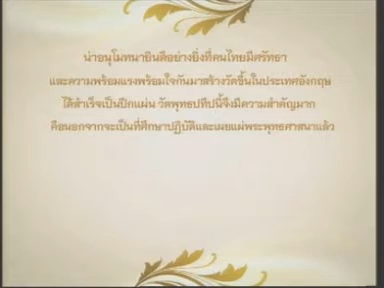 น่าอนุโมทนายินดีอย่างยิ่งที่คนไทยมีศรัทธา
และความพร้อมแรงพร้อมใจกันมาสร้างวัดขึ้นในประเทศอังกฤษ
ได้สำเร็จเป็นปึกแผ่น วัดพุทธปทีปนี้จึงมีความสำคัญมาก
คือนอกจากจะเป็นที่ศึกษาปฏิบัติและเผยแผ่พระพุทธศาสนาแล้ว